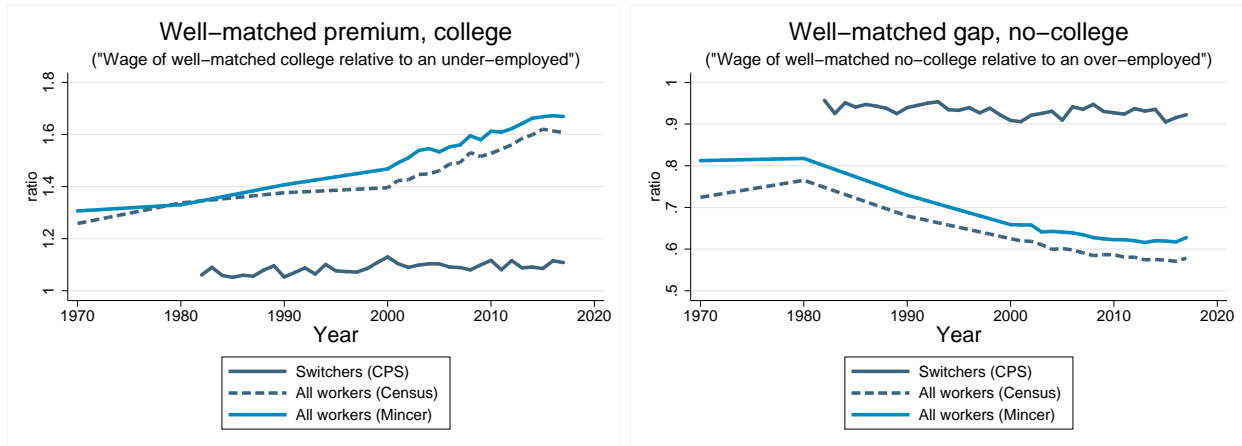 Well−matched premium, college
("Wage of well−matched college relative to an under−employed")
ratio
1.8
1.6
1.4
1.2
1
1970
1980
1990
2000
2010
2020
Year
Switchers (CPS)
All workers (Census)
All workers (Mincer)
Well−matched gap, no−college
("Wage of well−matched no−college relative to an over−employed")
ratio
1
.9
.8
.7
.6
.5
1970
1980
1990
2000
2010
2020
Year
Switchers (CPS)
All workers (Census)
All workers (Mincer)